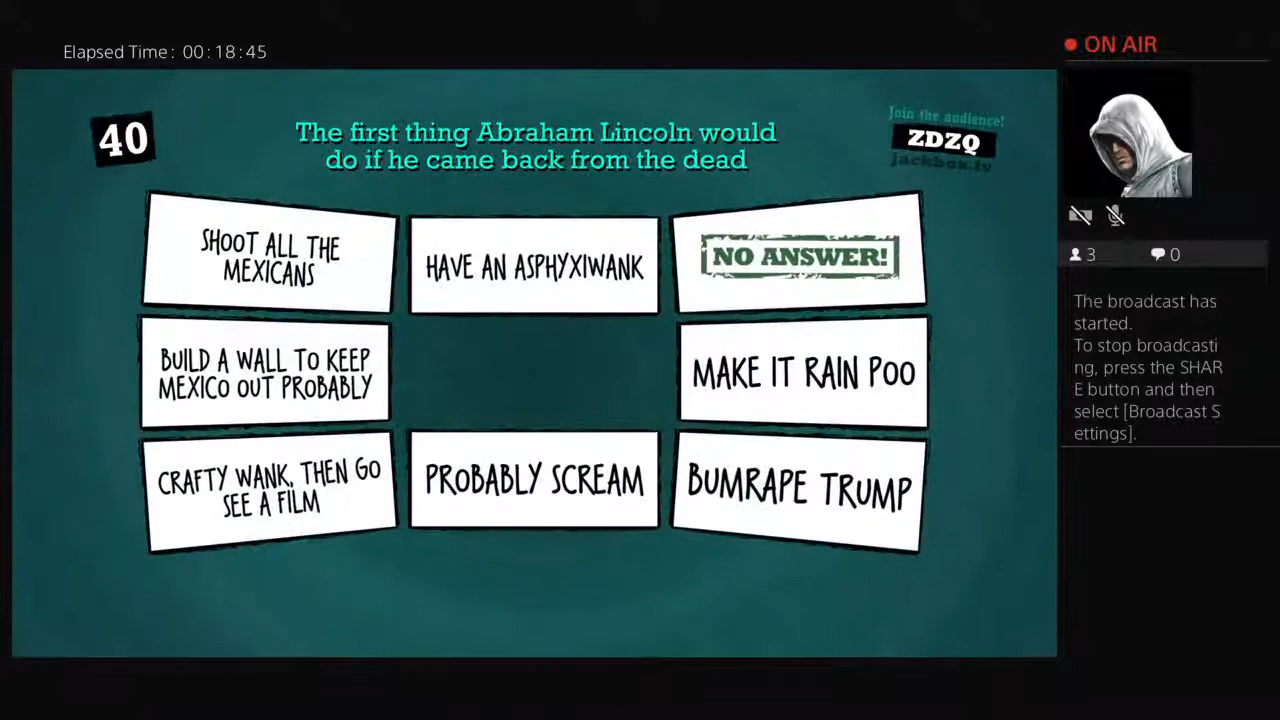 Elapsed Time: 00:18:45
ON AIR
40
The first thing Abraham Lincoln would
do if he came back from the dead
Join the audience!
ZDZQ
jackbox.tv
SHOOT ALL THE
MEXICANS
HAVE AN ASPHYXIWANK
NO ANSWER!
BUILD A WALL TO KEEP
MEXICO OUT PROBABLY
MAKE IT RAIN POO
CRAFTY WANK, THEN GO
SEE A FILM
PROBABLY SCREAM
BUMRAPE TRUMP
3
0
The broadcast has
started.
To stop broadcasti
ng, press the SHAR
E button and then
select [Broadcast S
ettings].